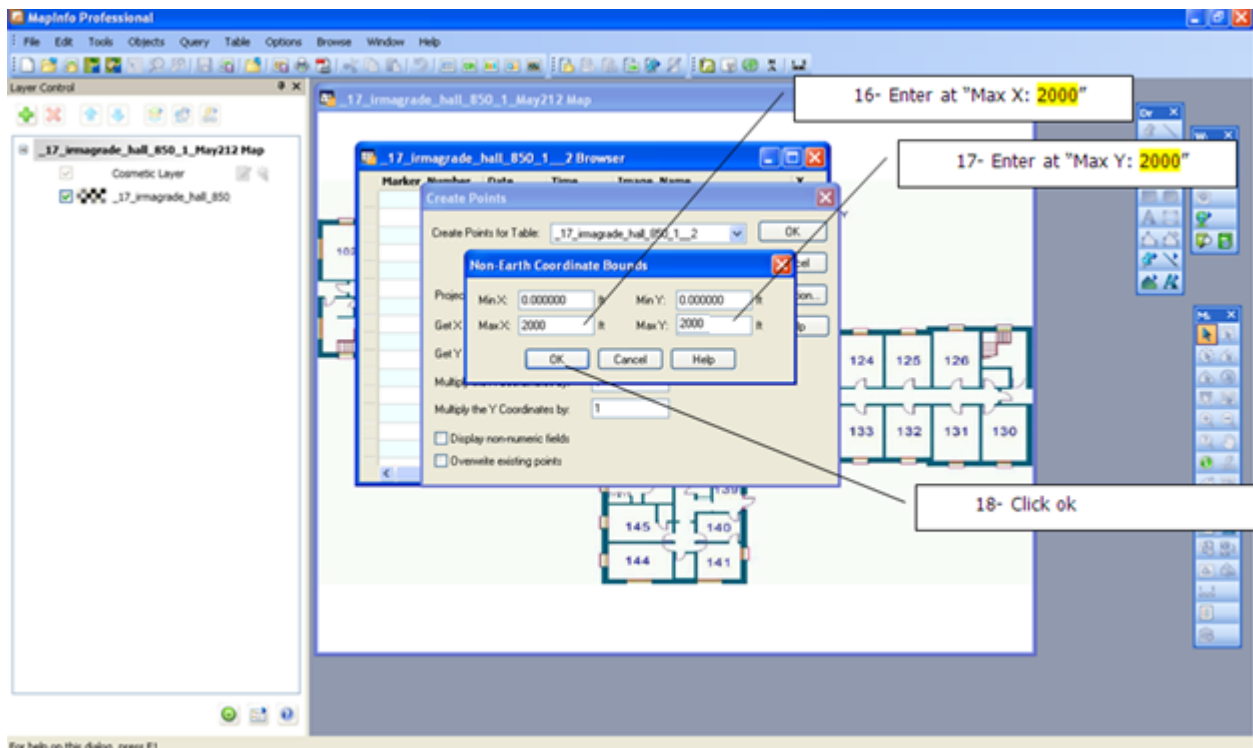 MapInfo Professional
File Edit Tools Objects Query Table Options Browse Window Help
Layer Control
_17_irmagrade_hall_850_1_May212 Map
Cosmetic Layer
_17_irmagrade_hall_850
_17_irmagrade_hall_850_1_May212 Map
16- Enter at "Max X: 2000"
17- Enter at "Max Y: 2000"
_17_irmagrade_hall_850_1__2 Browser
Marker Number Date Time Image_Name X
Create Points
Create Points for Table: _17_irmagrade_hall_850_1__2 OK
Non-Earth Coordinate Bounds
Min X: 0.000000 ft Min Y: 0.000000 ft
Get X Max X: 2000 ft Max Y: 2000 ft
Get Y OK Cancel Help
Multiply the Y Coordinates by: 1
Display non-numeric fields
Overwrite existing points
124 125 126
133 132 131 130
139
145 140
144 141
18- Click ok
For help on this dialog, press F1